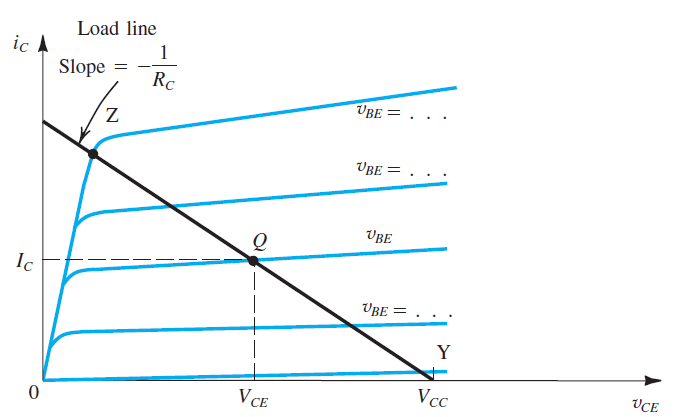 Load line
i_C
Slope = -1/R_C
Z
v_BE = . . .
v_BE = . . .
v_BE
Q
I_C
v_BE = . . .
Y
0
V_CE
V_CC
v_CE